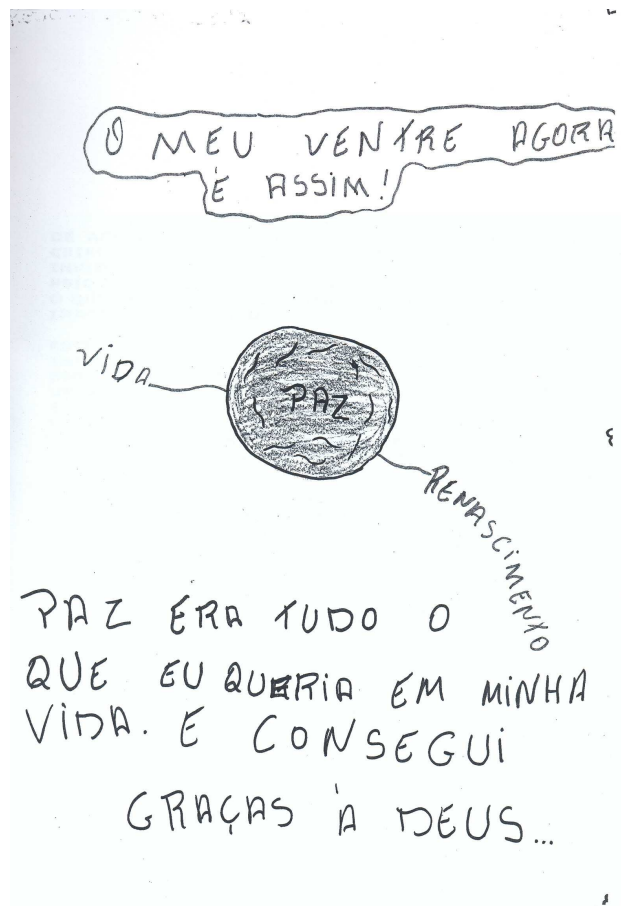 O MEU VENTRE AGORA
É ASSIM!
VIDA
PAZ
RENASCIMENTO
PAZ ERA TUDO O
QUE EU QUERIA EM MINHA
VIDA. E CONSEGUI
GRAÇAS À DEUS...